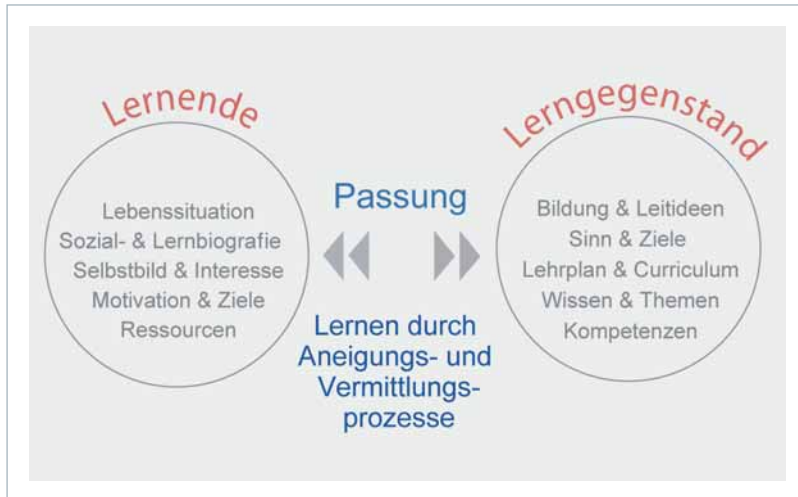 Lernende
Lebenssituation
Sozial- & Lernbiografie
Selbstbild & Interesse
Motivation & Ziele
Ressourcen
Passung
Lernen durch
Aneigungs- und
Vermittlungs-
prozesse
Lerngegenstand
Bildung & Leitideen
Sinn & Ziele
Lehrplan & Curriculum
Wissen & Themen
Kompetenzen